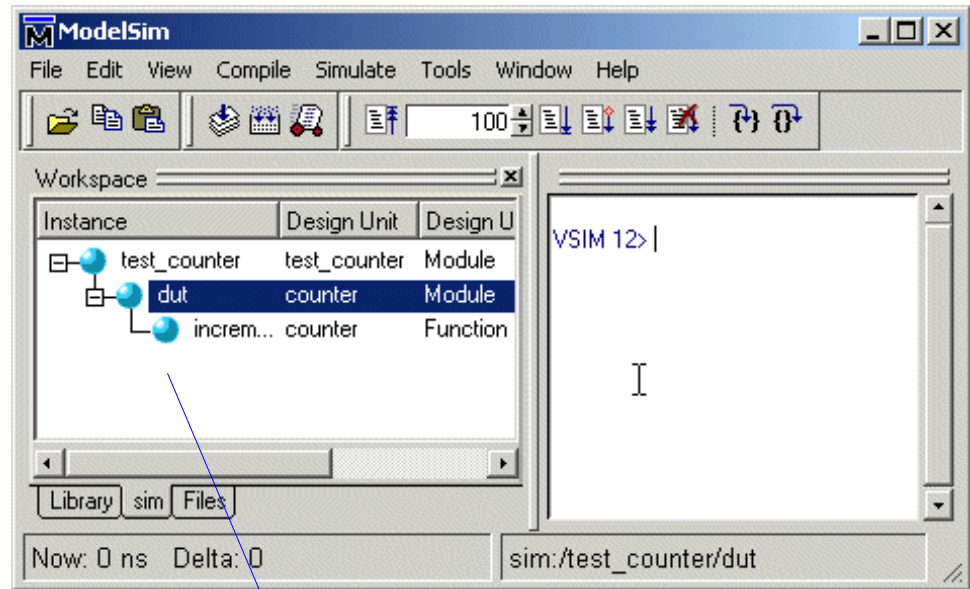 ModelSim
File Edit View Compile Simulate Tools Window Help
100
Workspace
Instance Design Unit Design U
test_counter test_counter Module
dut counter Module
increm... counter Function
Library sim Files
VSIM 12>
Now: 0 ns Delta: 0 sim:/test_counter/dut